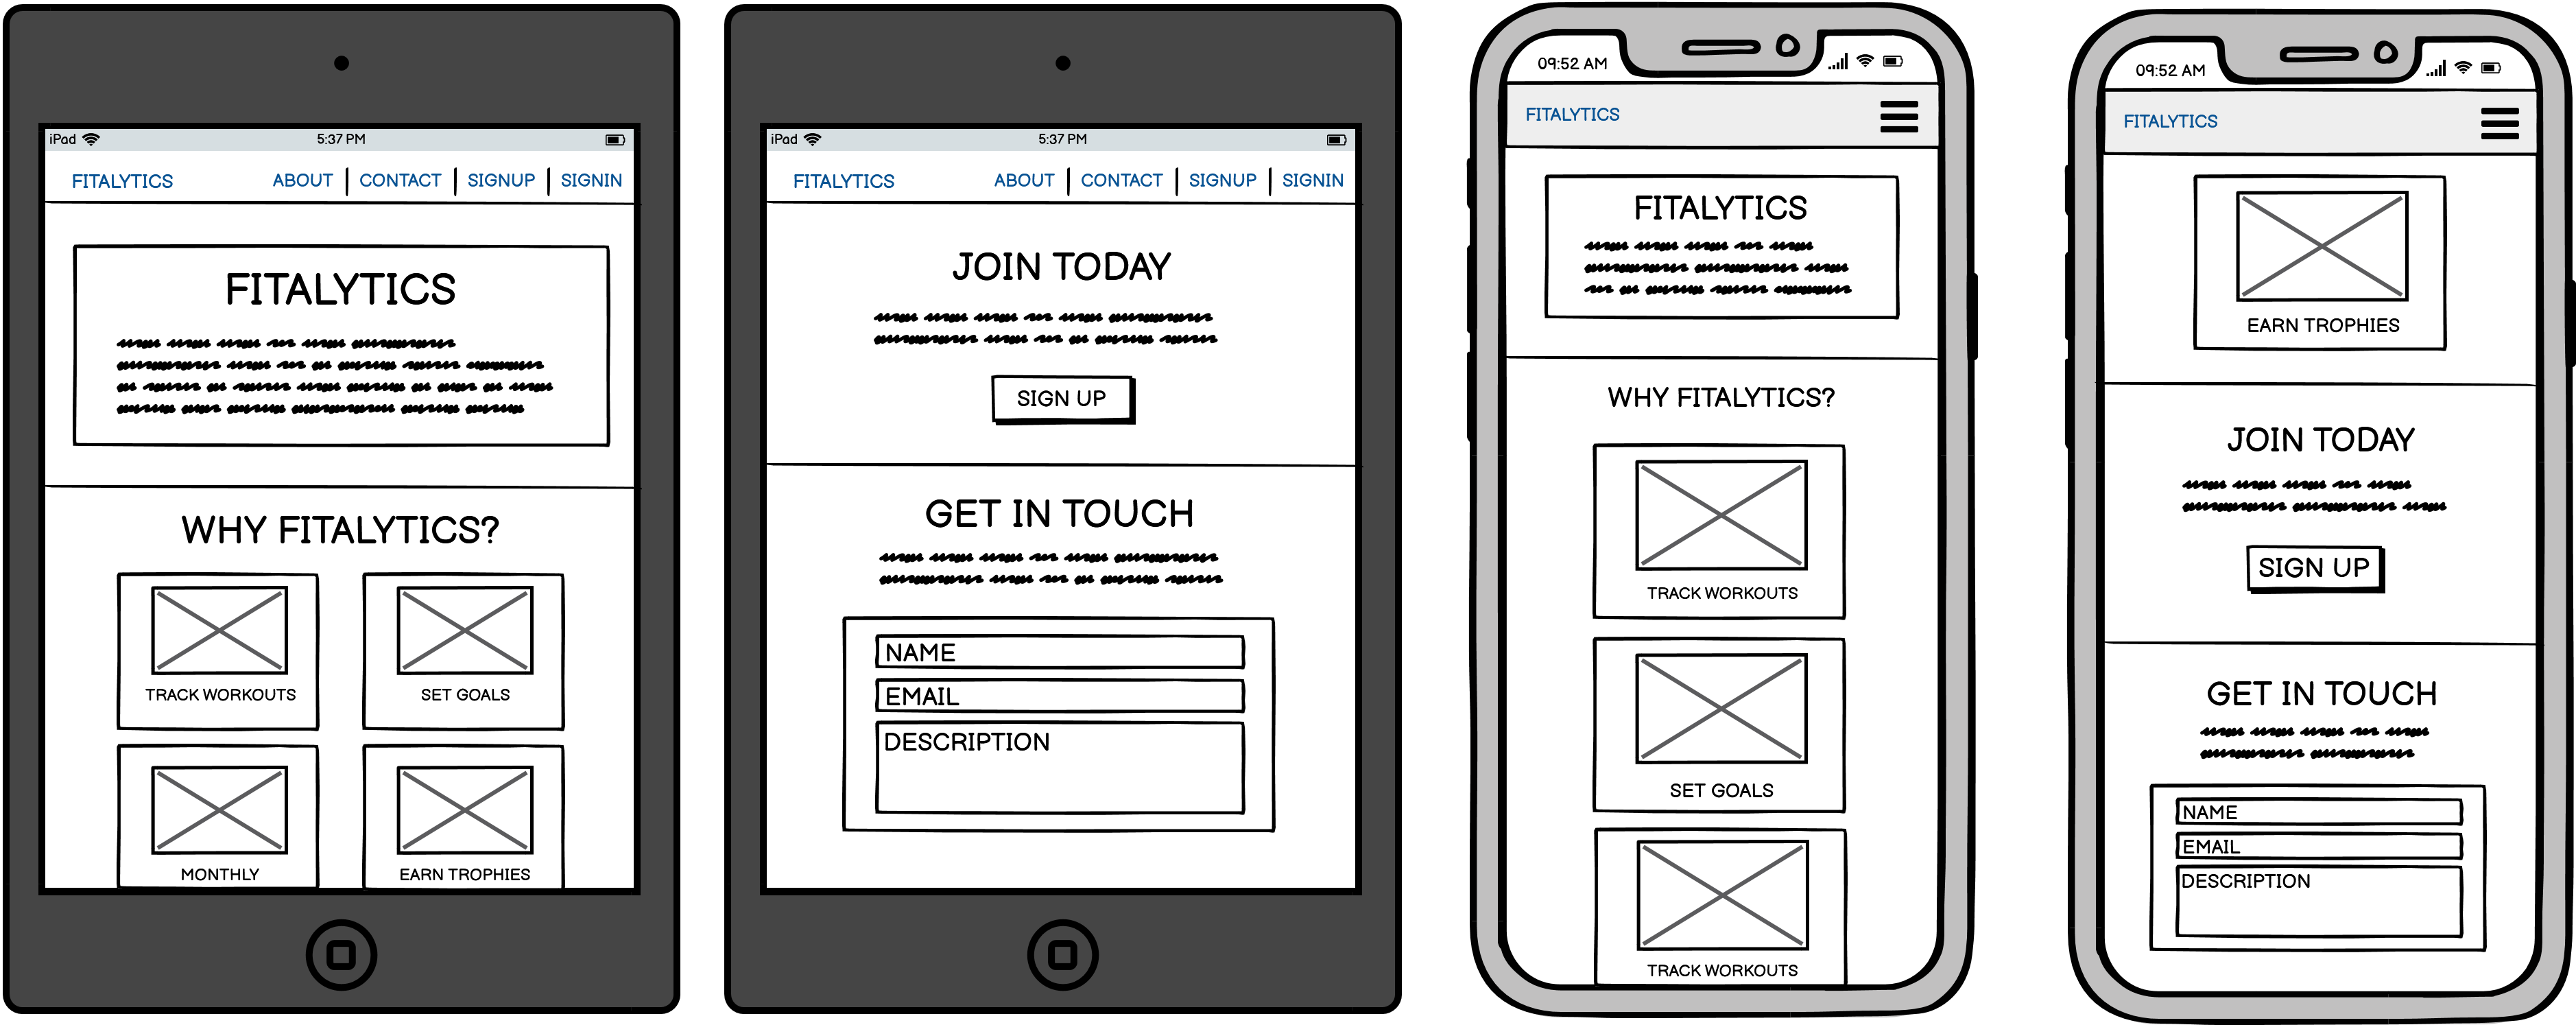 iPad
5:37 PM
FITALYTICS
ABOUT
CONTACT
SIGNUP
SIGNIN
FITALYTICS
WHY FITALYTICS?
TRACK WORKOUTS
SET GOALS
MONTHLY
EARN TROPHIES
iPad
5:37 PM
FITALYTICS
ABOUT
CONTACT
SIGNUP
SIGNIN
JOIN TODAY
SIGN UP
GET IN TOUCH
NAME
EMAIL
DESCRIPTION
09:52 AM
FITALYTICS
FITALYTICS
WHY FITALYTICS?
TRACK WORKOUTS
SET GOALS
TRACK WORKOUTS
09:52 AM
FITALYTICS
EARN TROPHIES
JOIN TODAY
SIGN UP
GET IN TOUCH
NAME
EMAIL
DESCRIPTION